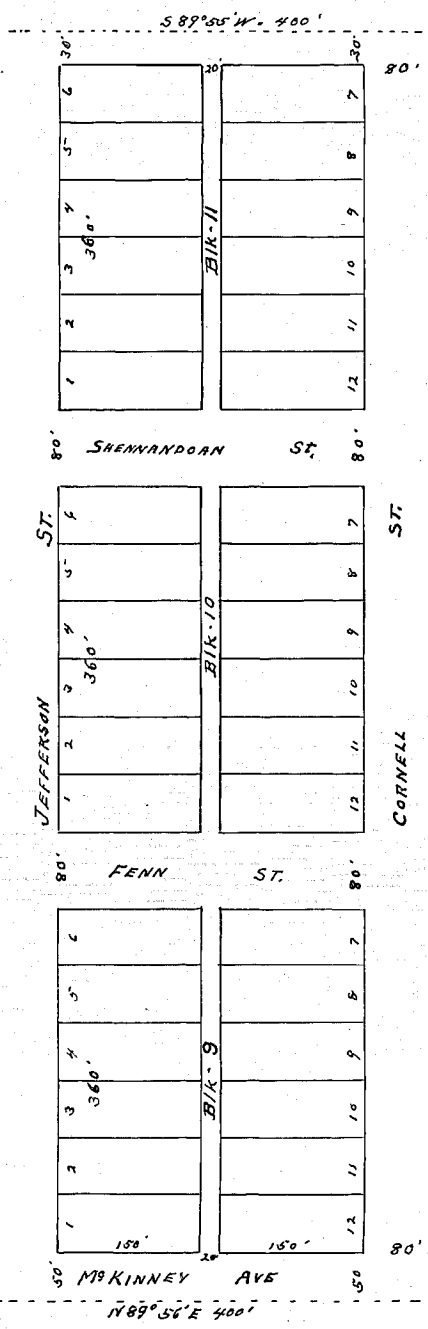 S 89°55' W - 400'
30' 20' 30' 80'
6 7
5 8
4 9
360' Blk-11
3 10
2 11
1 12
80' SHENNANDOAN St. 80'
JEFFERSON ST.
CORNELL ST.
6 7
5 8
4 9
360' Blk-10
3 10
2 11
1 12
80' FENN ST. 80'
6 7
5 8
4 9
360' Blk-9
3 10
2 11
1 12
150' 150'
50' 20' 50 80'
McKINNEY AVE
N 89°56' E 400'